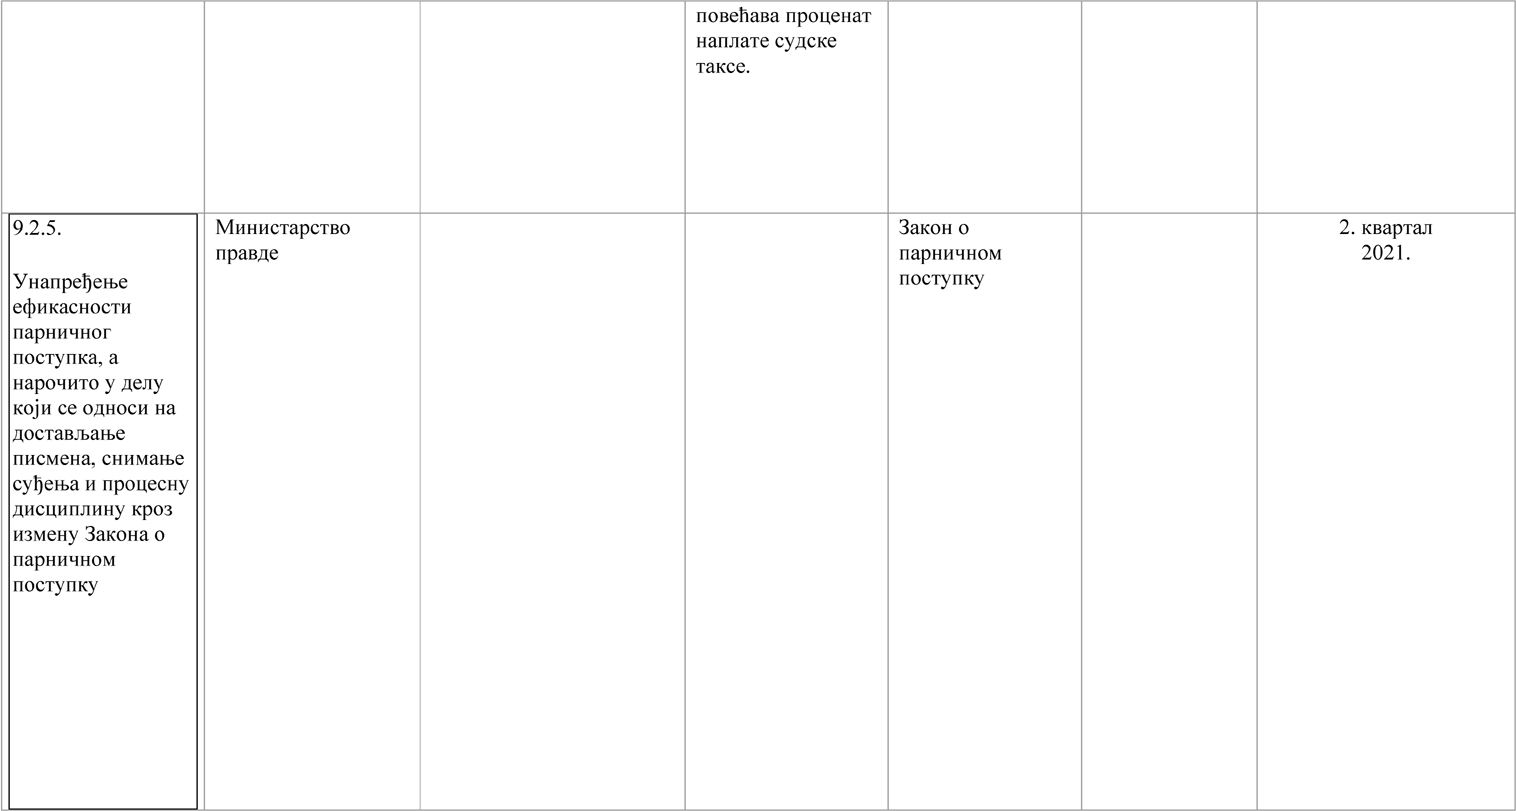 повећава проценат
наплате судске
таксе.
9.2.5.
Унапређење
ефикасности
парничног
поступка, а
нарочито у делу
који се односи на
достављање
писмена, снимање
суђења и процесну
дисциплину кроз
измену Закона о
парничном
поступку
Министарство
правде
Закон о
парничном
поступку
2. квартал
2021.